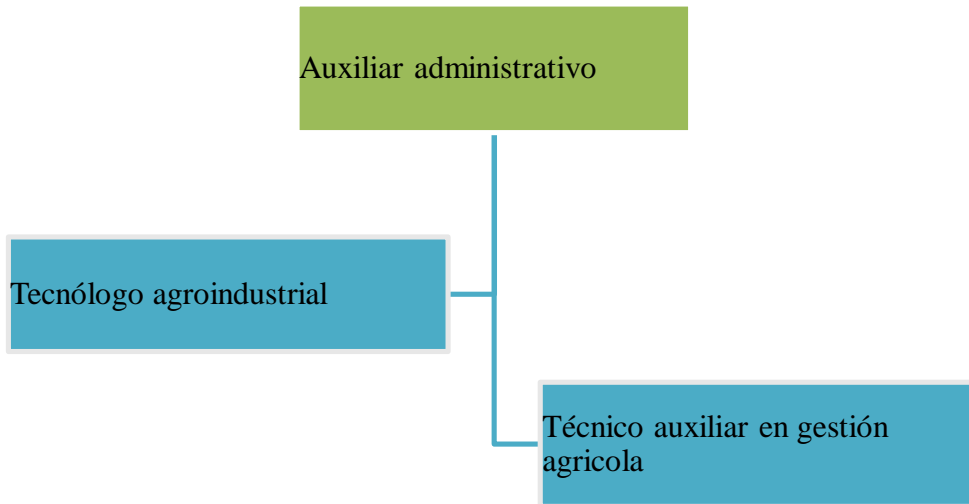 Auxiliar administrativo
Tecnólogo agroindustrial
Técnico auxiliar en gestión
agricola